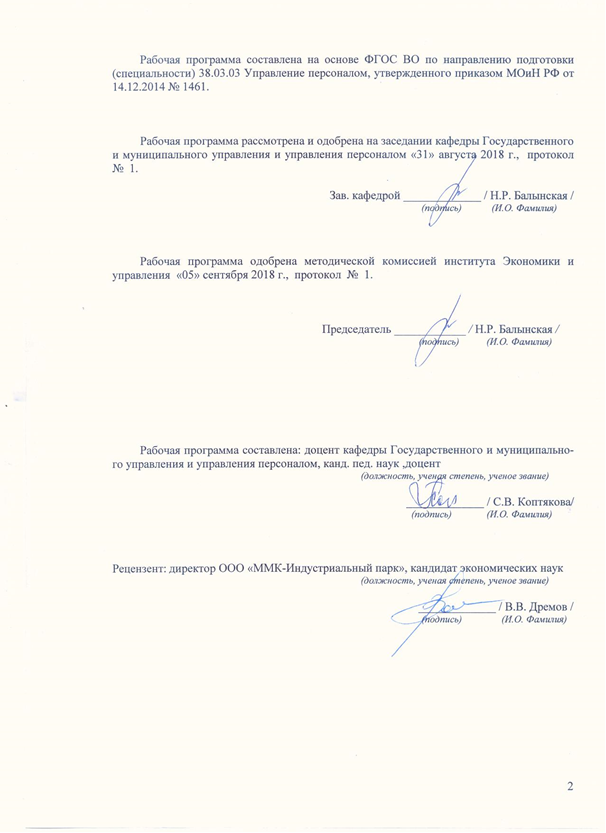 Рабочая программа составлена на основе ФГОС ВО по направлению подготовки
(специальности) 38.03.03 Управление персоналом, утвержденного приказом МОиН РФ от
14.12.2014 № 1461.
Рабочая программа рассмотрена и одобрена на заседании кафедры Государственного
и муниципального управления и управления персоналом «31» августа 2018 г., протокол
№ 1.
Зав. кафедрой _____________ / Н.Р. Балынская /
(подпись) (И.О. Фамилия)
Рабочая программа одобрена методической комиссией института Экономики и
управления «05» сентября 2018 г., протокол № 1.
Председатель ____________ / Н.Р. Балынская /
(подпись) (И.О. Фамилия)
Рабочая программа составлена: доцент кафедры Государственного и муниципально-
го управления и управления персоналом, канд. пед. наук ,доцент
(должность, ученая степень, ученое звание)
_____________ / С.В. Коптякова/
(подпись) (И.О. Фамилия)
Рецензент: директор ООО «ММК-Индустриальный парк», кандидат экономических наук
(должность, ученая степень, ученое звание)
_____________ / В.В. Дремов /
(подпись) (И.О. Фамилия)
2